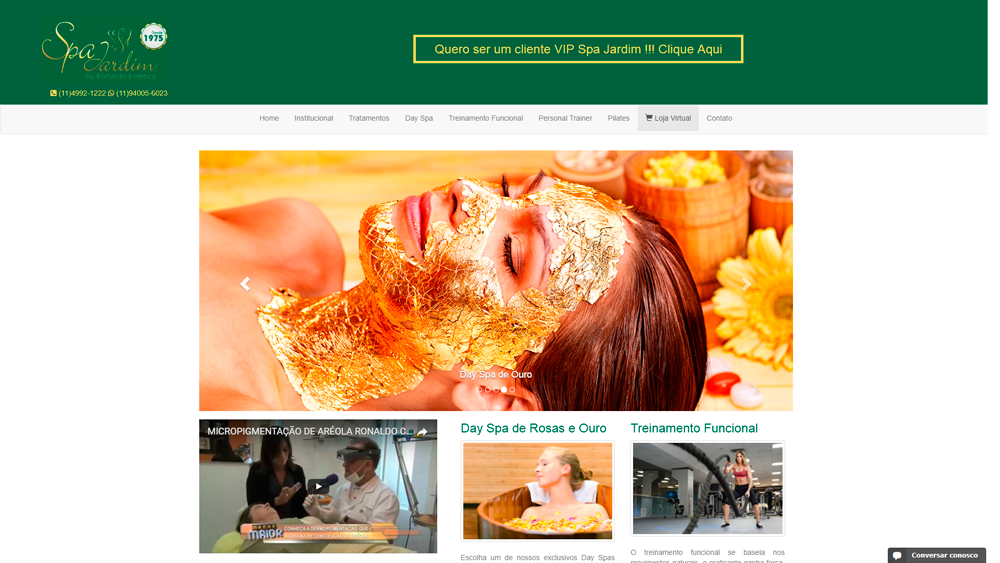 Spa Jardim
Desde
1975
by Ronaldo Esterica
(11)4992-1222 (11)94005-6023
Quero ser um cliente VIP Spa Jardim !!! Clique Aqui
Home Institucional Tratamentos Day Spa Treinamento Funcional Personal Trainer Pilates Loja Virtual Contato
Day Spa de Ouro
MICROPIGMENTAÇÃO DE ARÉOLA RONALDO C...
MAIOR
CONHEÇA A DERMOPIGMENTAÇÃO, QUE
Day Spa de Rosas e Ouro
Escolha um de nossos exclusivos Day Spas
Treinamento Funcional
O treinamento funcional se baseia nos
movimentos naturais, o praticante ganha força,
Conversar conosco